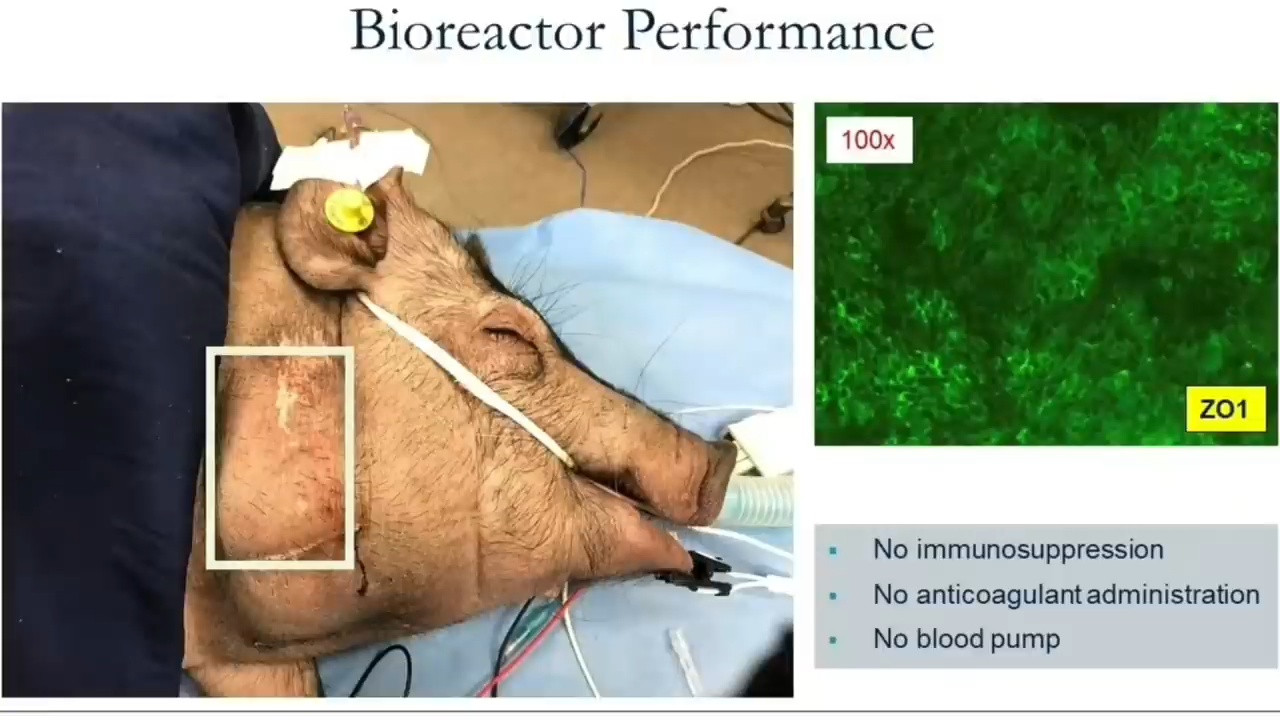 Bioreactor Performance
100x
ZO1
No immunosuppression
No anticoagulant administration
No blood pump